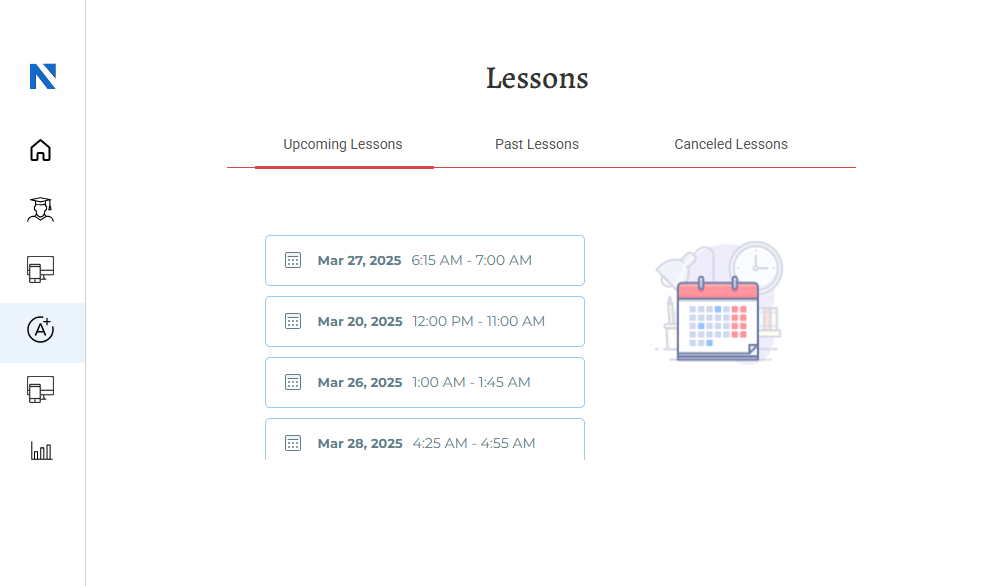 Lessons
Upcoming Lessons Past Lessons Canceled Lessons
Mar 27, 2025 6:15 AM - 7:00 AM
Mar 20, 2025 12:00 PM - 11:00 AM
Mar 26, 2025 1:00 AM - 1:45 AM
Mar 28, 2025 4:25 AM - 4:55 AM